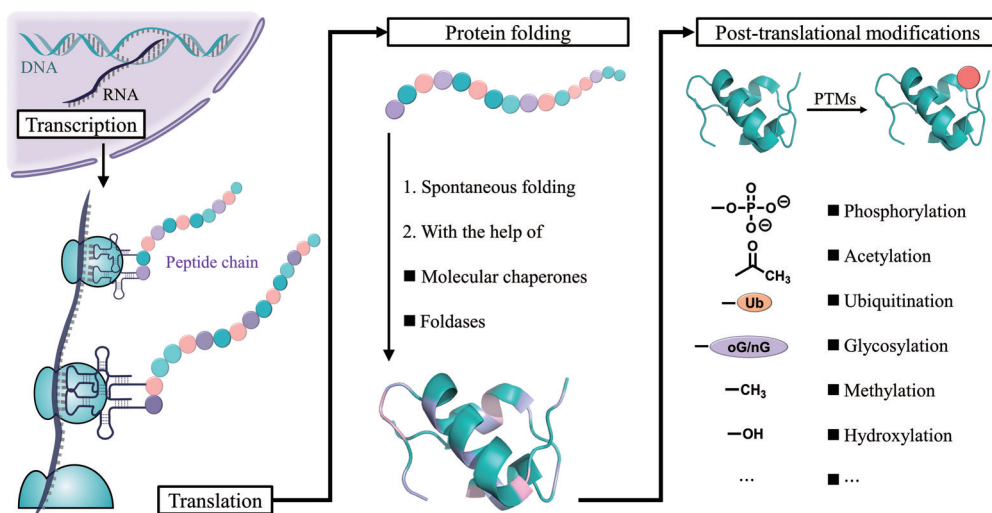 DNA
RNA
Transcription
Peptide chain
Translation
Protein folding
1. Spontaneous folding
2. With the help of
■ Molecular chaperones
■ Foldases
Post-translational modifications
PTMs
O
–O–P–O⊖
O⊖
■ Phosphorylation
O
CH₃
■ Acetylation
–Ub
■ Ubiquitination
–oG/nG
■ Glycosylation
–CH₃
■ Methylation
–OH
■ Hydroxylation
...
■ ...